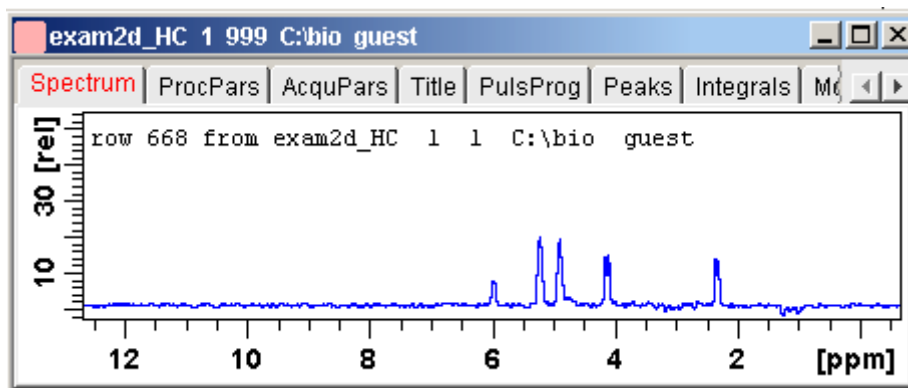 exam2d_HC 1 999 C:\bio guest
Spectrum ProcPars AcquPars Title PulsProg Peaks Integrals
row 668 from exam2d_HC 1 1 C:\bio guest
10 30 [rel]
12 10 8 6 4 2 [ppm]